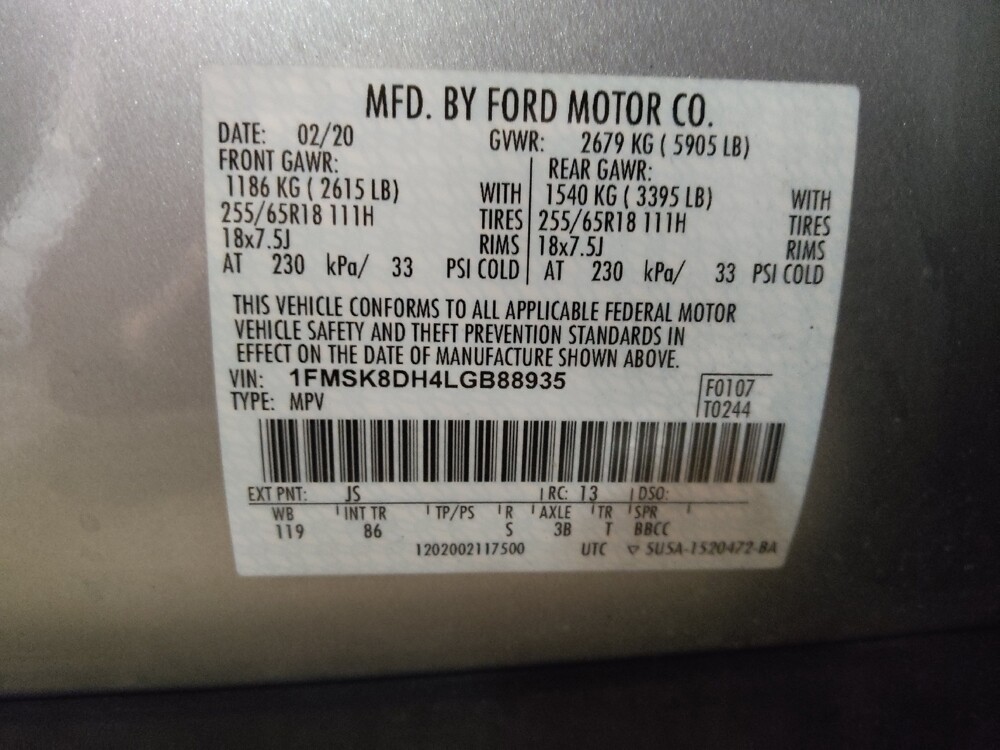 MFD. BY FORD MOTOR CO.
DATE: 02/20 GVWR: 2679 KG ( 5905 LB)
FRONT GAWR: REAR GAWR:
1186 KG ( 2615 LB) WITH 1540 KG ( 3395 LB) WITH
255/65R18 111H TIRES 255/65R18 111H TIRES
18x7.5J RIMS 18x7.5J RIMS
AT 230 kPa/ 33 PSI COLD AT 230 kPa/ 33 PSI COLD
THIS VEHICLE CONFORMS TO ALL APPLICABLE FEDERAL MOTOR
VEHICLE SAFETY AND THEFT PREVENTION STANDARDS IN
EFFECT ON THE DATE OF MANUFACTURE SHOWN ABOVE.
VIN: 1FMSK8DH4LGB88935 F0107
TYPE: MPV T0244
EXT PNT: JS RC: 13 DSO:
WB INT TR TP/PS R AXLE TR SPR
119 86 S 3B T BBCC
1202002117500 UTC ▽ SU5A-1520472-BA